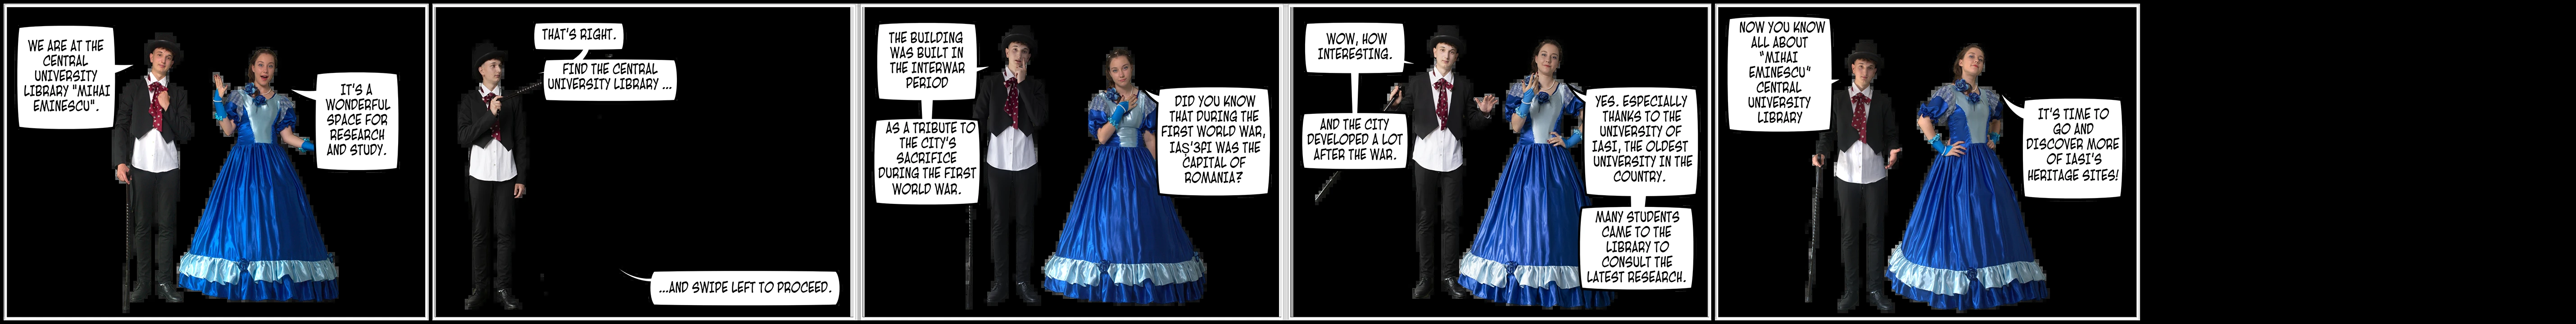 WE ARE AT THE
CENTRAL
UNIVERSITY
LIBRARY "MIHAI
EMINESCU".
IT'S A
WONDERFUL
SPACE FOR
RESEARCH
AND STUDY.
THAT'S RIGHT.
FIND THE CENTRAL
UNIVERSITY LIBRARY ...
...AND SWIPE LEFT TO PROCEED.
THE BUILDING
WAS BUILT IN
THE INTERWAR
PERIOD
AS A TRIBUTE TO
THE CITY'S
SACRIFICE
DURING THE FIRST
WORLD WAR.
DID YOU KNOW
THAT DURING THE
FIRST WORLD WAR,
IAȘ'3PI WAS THE
CAPITAL OF
ROMANIA?
WOW, HOW
INTERESTING.
AND THE CITY
DEVELOPED A LOT
AFTER THE WAR.
YES. ESPECIALLY
THANKS TO THE
UNIVERSITY OF
IASI, THE OLDEST
UNIVERSITY IN THE
COUNTRY.
MANY STUDENTS
CAME TO THE
LIBRARY TO
CONSULT THE
LATEST RESEARCH.
NOW YOU KNOW
ALL ABOUT
"MIHAI
EMINESCU"
CENTRAL
UNIVERSITY
LIBRARY
IT'S TIME TO
GO AND
DISCOVER MORE
OF IASI'S
HERITAGE SITES!